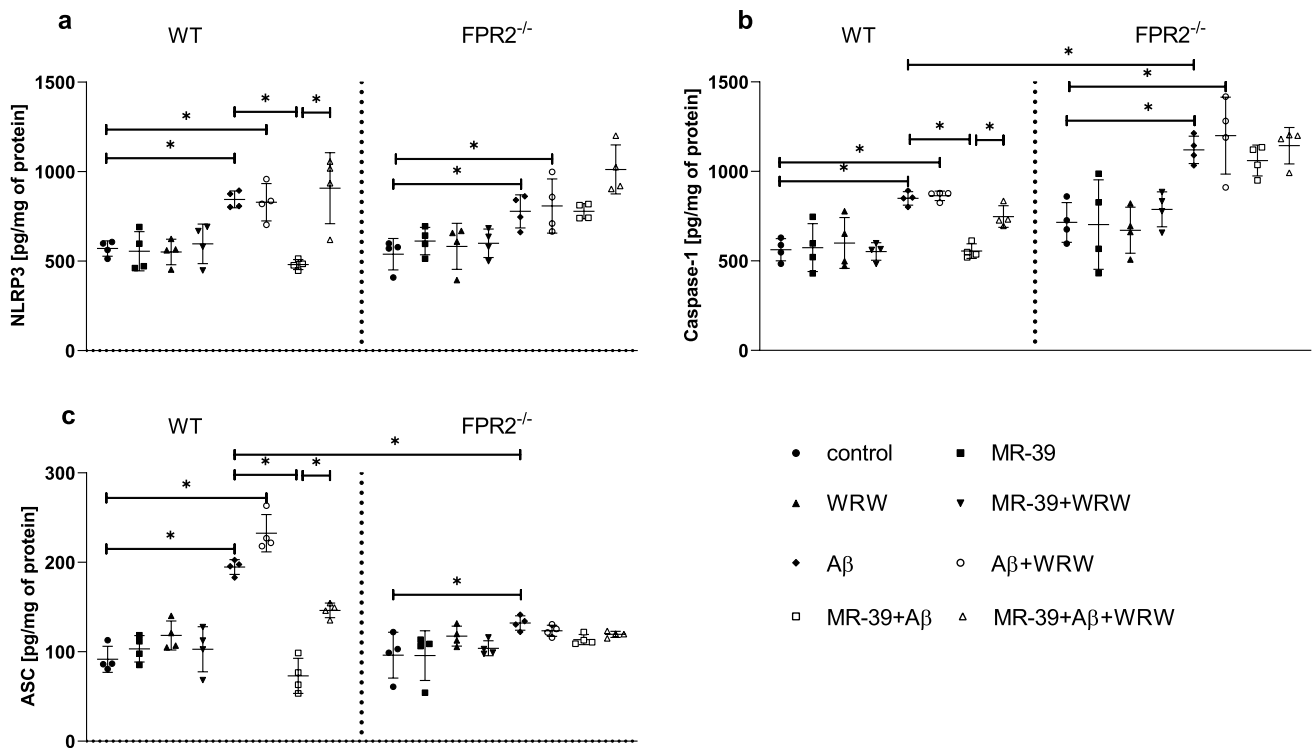 a
WT FPR2-/-
NLRP3 [pg/mg of protein]
1500
1000
500
0
* * * * * *
b
WT FPR2-/-
Caspase-1 [pg/mg of protein]
1500
1000
500
0
* * * * * * *
c
WT FPR2-/-
ASC [pg/mg of protein]
300
200
100
0
* * * * * *
control MR-39
WRW MR-39+WRW
Aβ Aβ+WRW
MR-39+Aβ MR-39+Aβ+WRW